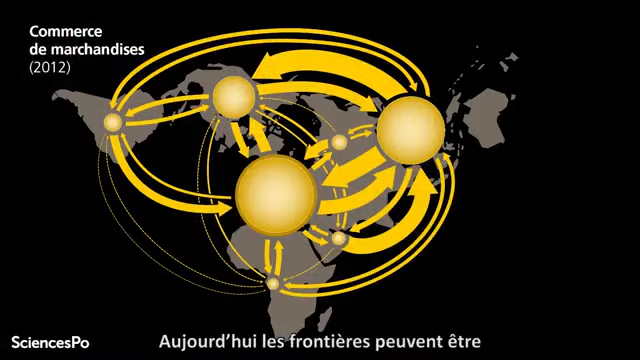 Commerce
de marchandises
(2012)
SciencesPo
Aujourd'hui les frontières peuvent être